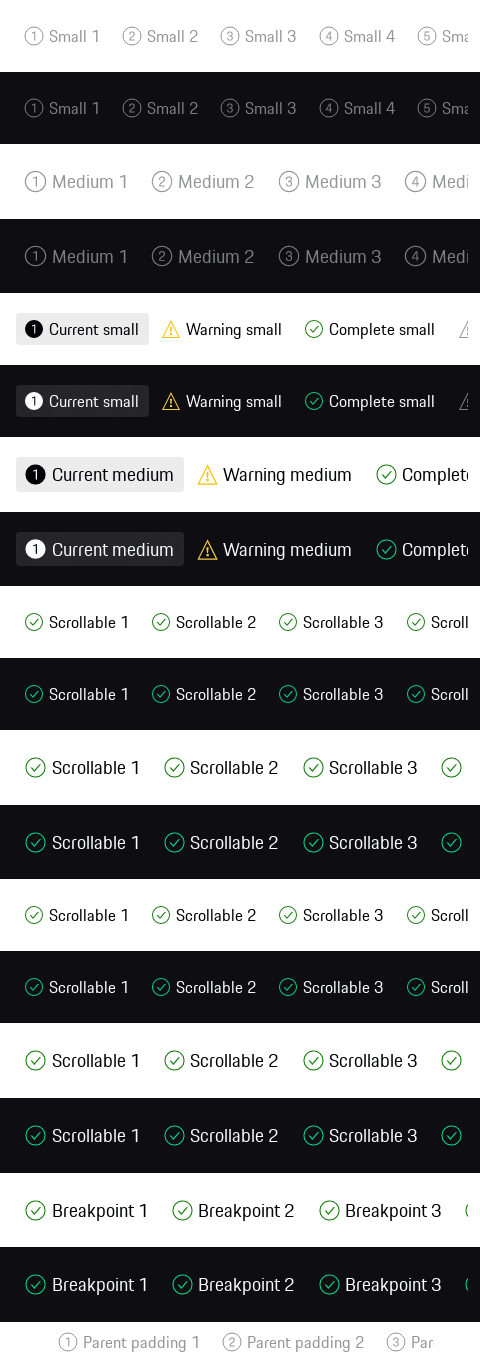 1 Small 1 2 Small 2 3 Small 3 4 Small 4 5 Sma
1 Small 1 2 Small 2 3 Small 3 4 Small 4 5 Sma
1 Medium 1 2 Medium 2 3 Medium 3 4 Medi
1 Medium 1 2 Medium 2 3 Medium 3 4 Medi
1 Current small Warning small Complete small
1 Current small Warning small Complete small
1 Current medium Warning medium Complete
1 Current medium Warning medium Complete
Scrollable 1 Scrollable 2 Scrollable 3 Scroll
Scrollable 1 Scrollable 2 Scrollable 3 Scroll
Scrollable 1 Scrollable 2 Scrollable 3
Scrollable 1 Scrollable 2 Scrollable 3
Scrollable 1 Scrollable 2 Scrollable 3 Scroll
Scrollable 1 Scrollable 2 Scrollable 3 Scroll
Scrollable 1 Scrollable 2 Scrollable 3
Scrollable 1 Scrollable 2 Scrollable 3
Breakpoint 1 Breakpoint 2 Breakpoint 3
Breakpoint 1 Breakpoint 2 Breakpoint 3
1 Parent padding 1 2 Parent padding 2 3 Par